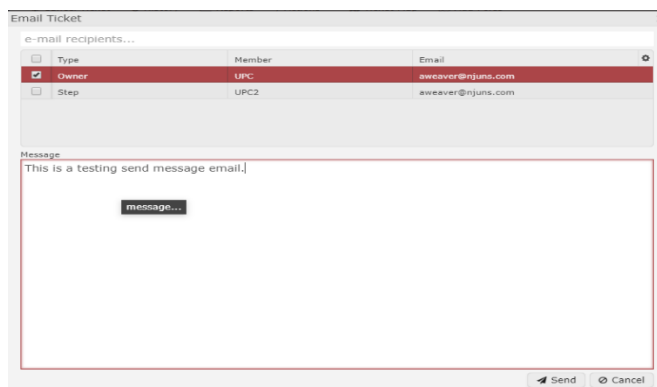 Email Ticket
e-mail recipients...
Type Member Email
Owner UPC aweaver@njuns.com
Step UPC2 aweaver@njuns.com
Message
This is a testing send message email.
message...
Send Cancel